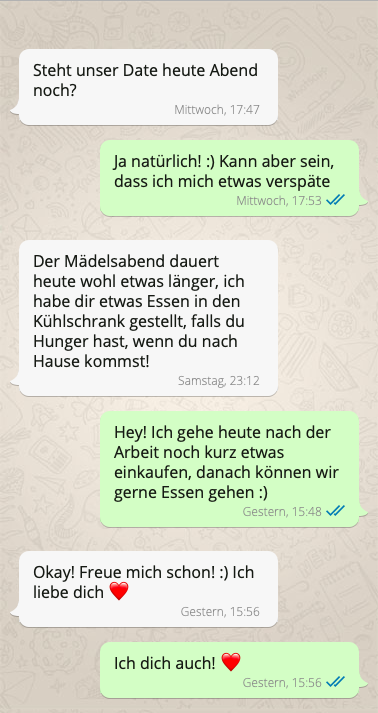 Steht unser Date heute Abend
noch?
Mittwoch, 17:47
Ja natürlich! :) Kann aber sein,
dass ich mich etwas verspäte
Mittwoch, 17:53
Der Mädelsabend dauert
heute wohl etwas länger, ich
habe dir etwas Essen in den
Kühlschrank gestellt, falls du
Hunger hast, wenn du nach
Hause kommst!
Samstag, 23:12
Hey! Ich gehe heute nach der
Arbeit noch kurz etwas
einkaufen, danach können wir
gerne Essen gehen :)
Gestern, 15:48
Okay! Freue mich schon! :) Ich
liebe dich ❤️
Gestern, 15:56
Ich dich auch! ❤️
Gestern, 15:56